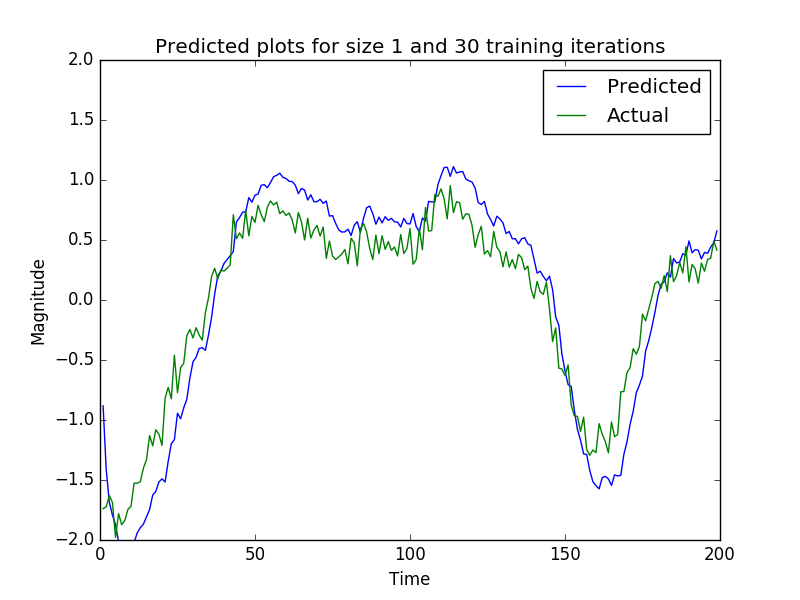 Predicted plots for size 1 and 30 training iterations
2.0
1.5
1.0
0.5
0.0
−0.5
−1.0
−1.5
−2.0
Magnitude
Predicted
Actual
0
50
100
150
200
Time